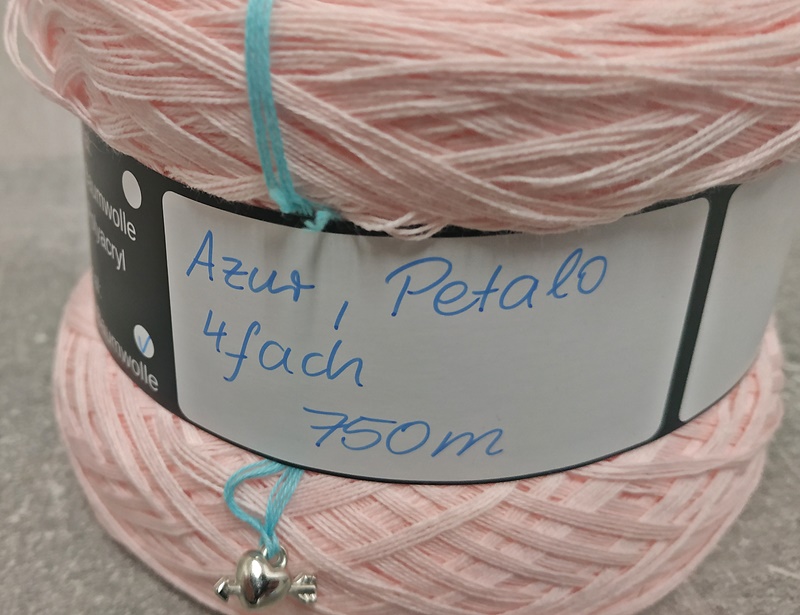 Azur, Petalo
4fach
750m